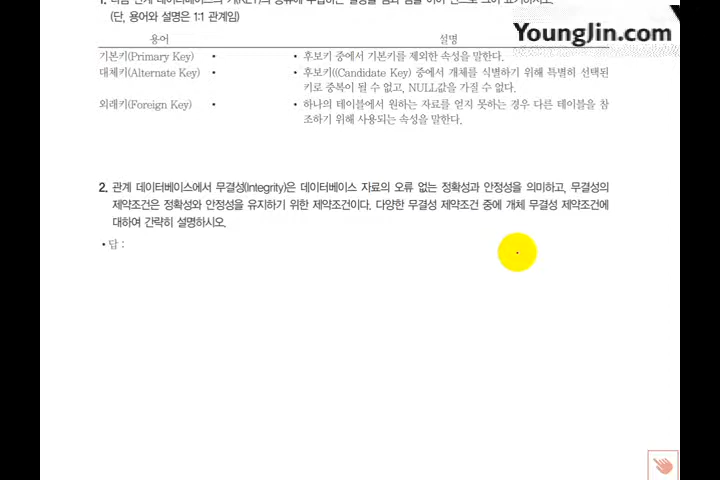 YoungJin.com
(단, 용어와 설명은 1:1 관계임)
용어 설명
기본키(Primary Key) • • 후보키 중에서 기본키를 제외한 속성을 말한다.
대체키(Alternate Key) • • 후보키((Candidate Key) 중에서 개체를 식별하기 위해 특별히 선택된
키로 중복이 될 수 없고, NULL값을 가질 수 없다.
외래키(Foreign Key) • • 하나의 테이블에서 원하는 자료를 얻지 못하는 경우 다른 테이블을 참
조하기 위해 사용되는 속성을 말한다.
2. 관계 데이터베이스에서 무결성(Integrity)은 데이터베이스 자료의 오류 없는 정확성과 안정성을 의미하고, 무결성의
제약조건은 정확성와 안정성을 유지하기 위한 제약조건이다. 다양한 무결성 제약조건 중에 개체 무결성 제약조건에
대하여 간략히 설명하시오.
• 답 :